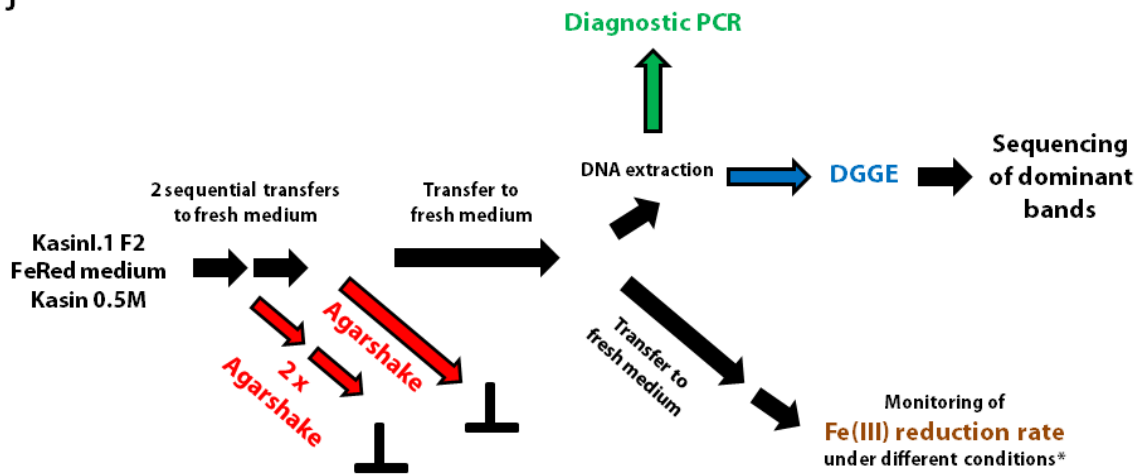 Diagnostic PCR
DNA extraction
DGGE
Sequencing
of dominant
bands
2 sequential transfers
to fresh medium
Transfer to
fresh medium
KasinI.1 F2
FeRed medium
Kasin 0.5M
Agarshake
2 x
Agarshake
Transfer to
fresh medium
Monitoring of
Fe(III) reduction rate
under different conditions*